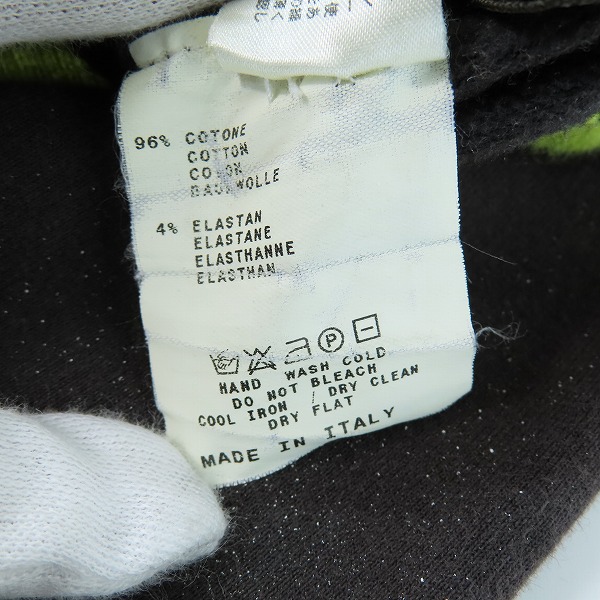 96% COTONE
COTTON
COTON
BAUMWOLLE
4% ELASTAN
ELASTANE
ELASTHANNE
ELASTHAN
P
HAND WASH COLD
DO NOT BLEACH
COOL IRON / DRY CLEAN
DRY FLAT
MADE IN ITALY